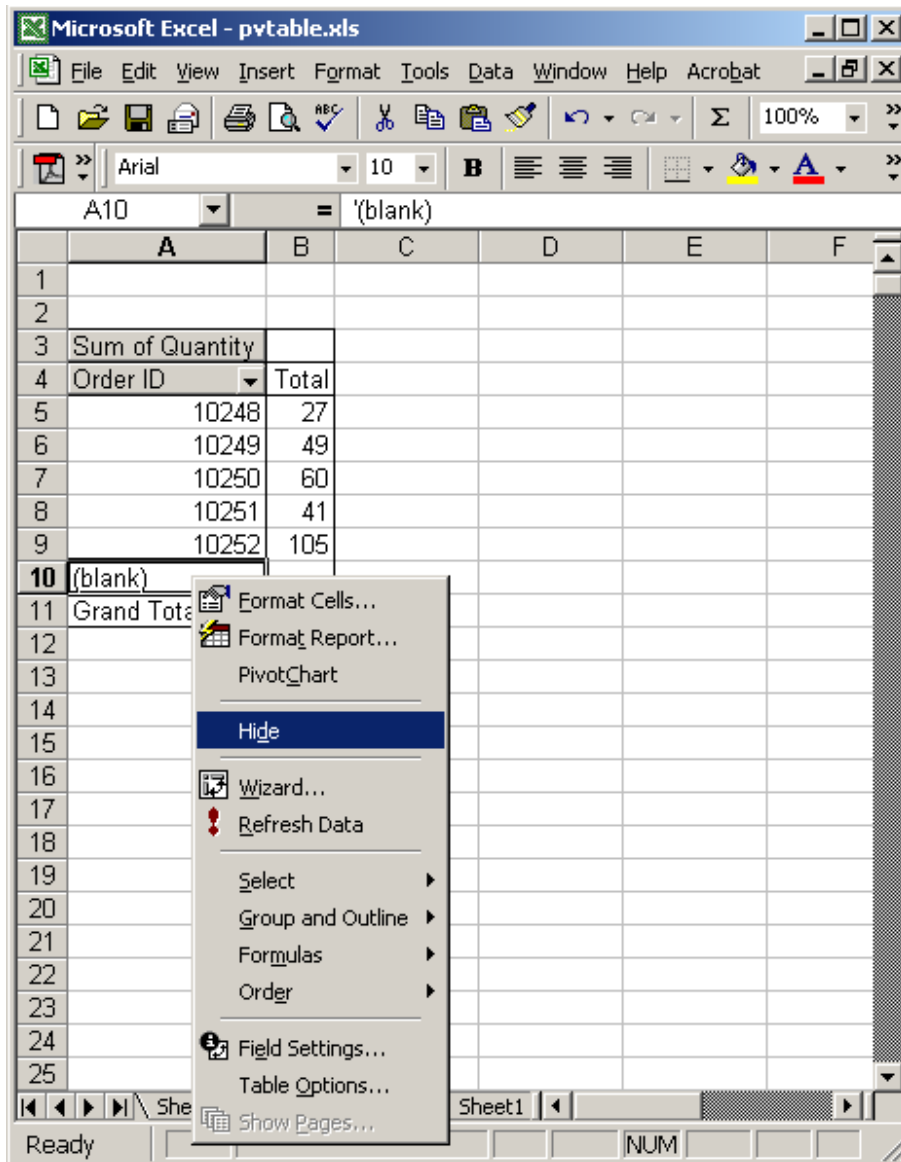 Microsoft Excel - pvtable.xls
File Edit View Insert Format Tools Data Window Help Acrobat
ABC Σ 100%
Arial 10 B A
A10 = '(blank)
A B C D E F
1
2
3 Sum of Quantity
4 Order ID Total
5 10248 27
6 10249 49
7 10250 60
8 10251 41
9 10252 105
10 (blank)
11 Grand Tota
12
13
14
15
16
17
18
19
20
21
22
23
24
25
Format Cells...
Format Report...
PivotChart
Hide
Wizard...
Refresh Data
Select
Group and Outline
Formulas
Order
Field Settings...
Table Options...
Show Pages...
She Sheet1
Ready NUM